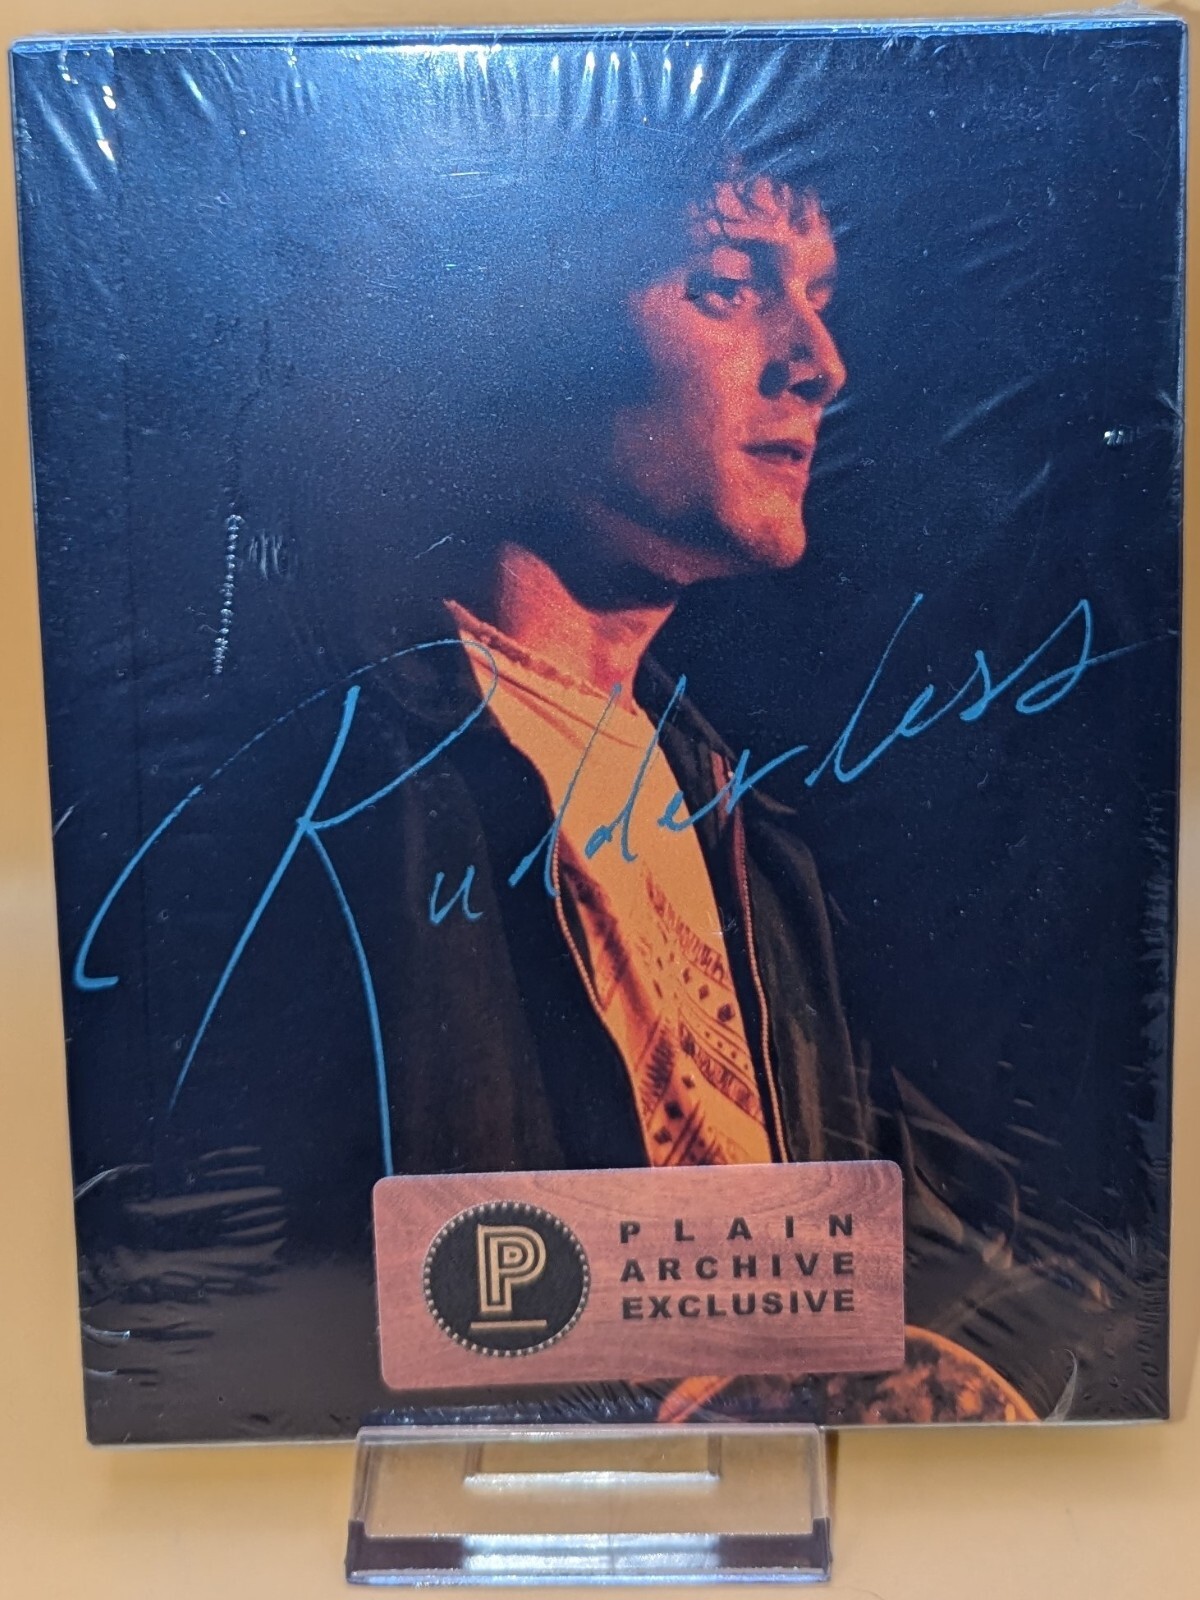 Rudderless
P
PLAIN
ARCHIVE
EXCLUSIVE